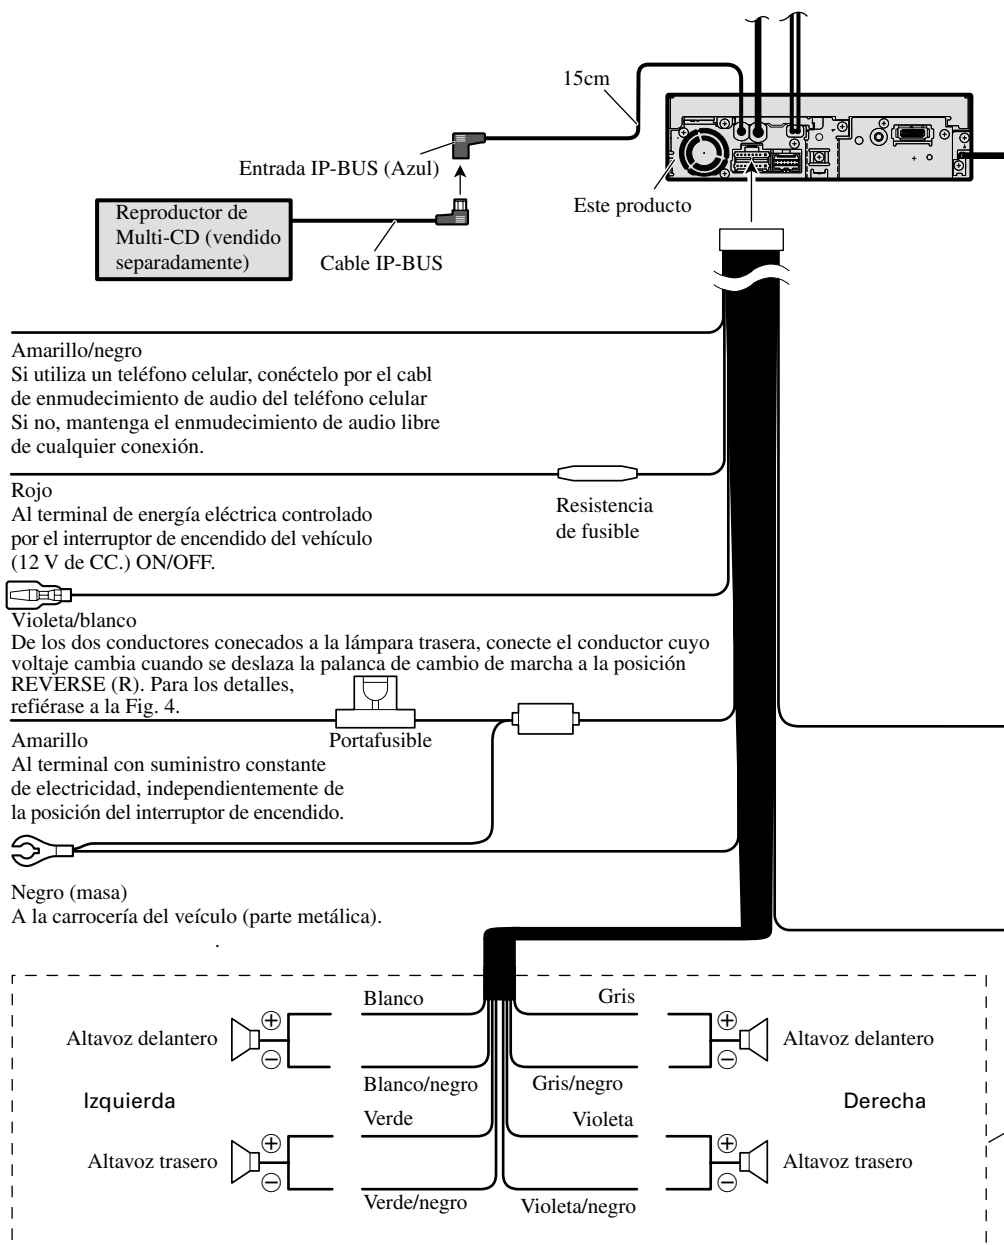 15cm
Entrada IP-BUS (Azul)
Este producto
Reproductor de
Multi-CD (vendido
separadamente)
Cable IP-BUS
Amarillo/negro
Si utiliza un teléfono celular, conéctelo por el cabl
de enmudecimiento de audio del teléfono celular
Si no, mantenga el enmudecimiento de audio libre
de cualquier conexión.
Rojo
Al terminal de energía eléctrica controlado
por el interruptor de encendido del vehículo
(12 V de CC.) ON/OFF.
Resistencia
de fusible
Violeta/blanco
De los dos conductores conecados a la lámpara trasera, conecte el conductor cuyo
voltaje cambia cuando se deslaza la palanca de cambio de marcha a la posición
REVERSE (R). Para los detalles,
refiérase a la Fig. 4.
Portafusible
Amarillo
Al terminal con suministro constante
de electricidad, independientemente de
la posición del interruptor de encendido.
Negro (masa)
A la carrocería del veículo (parte metálica).
.
Blanco
Gris
Altavoz delantero
⊕
⊖
⊕
⊖
Altavoz delantero
Blanco/negro
Gris/negro
Izquierda
Derecha
Verde
Violeta
Altavoz trasero
⊕
⊖
⊕
⊖
Altavoz trasero
Verde/negro
Violeta/negro